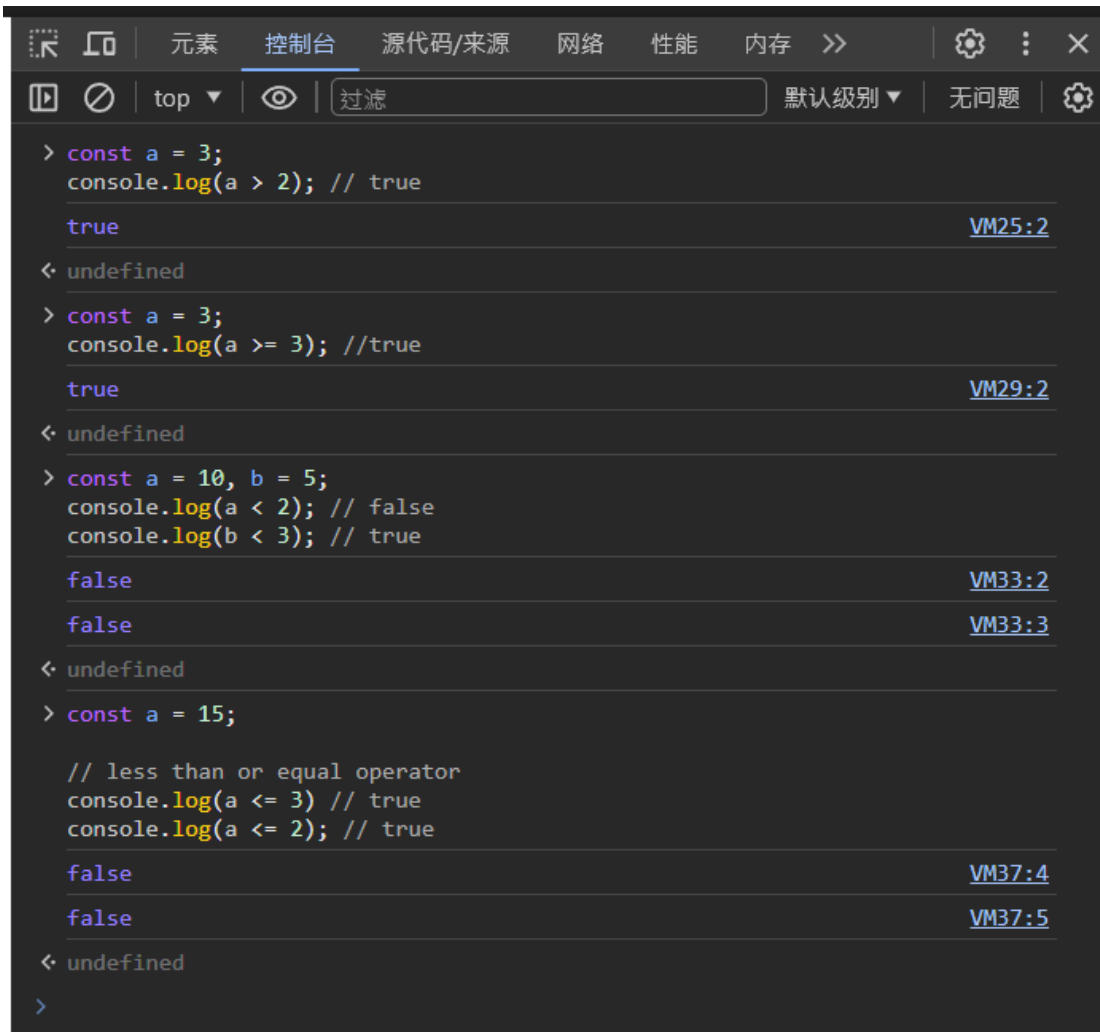 元素 控制台 源代码/来源 网络 性能 内存
top ▼ 过滤 默认级别 ▼ 无问题
> const a = 3;
console.log(a > 2); // true
true VM25:2
undefined
> const a = 3;
console.log(a >= 3); //true
true VM29:2
undefined
> const a = 10, b = 5;
console.log(a < 2); // false
console.log(b < 3); // true
false VM33:2
false VM33:3
undefined
> const a = 15;
// less than or equal operator
console.log(a <= 3) // true
console.log(a <= 2); // true
false VM37:4
false VM37:5
undefined
>